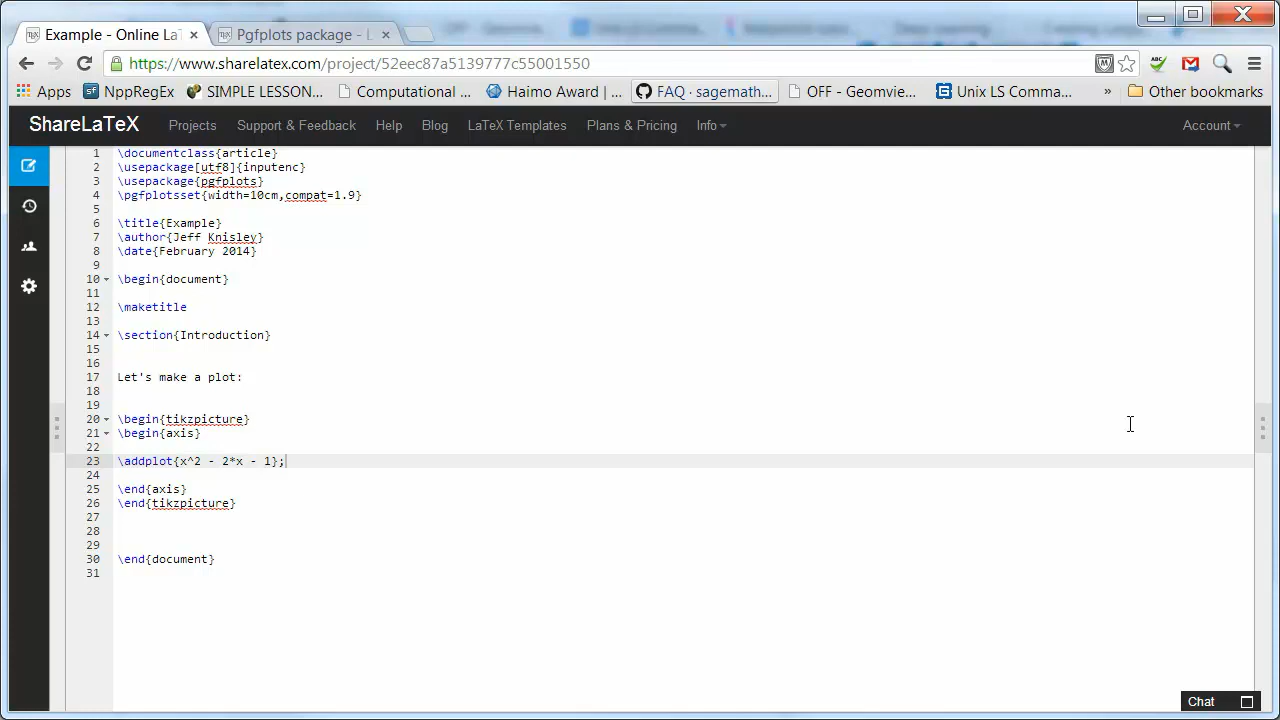 Example - Online LaT
Pgfplots package - L
https://www.sharelatex.com/project/52eec87a5139777c55001550
Apps
NppRegEx
SIMPLE LESSON...
Computational ...
Haimo Award | ...
FAQ · sagemath...
OFF - Geomvie...
Unix LS Comma...
»
Other bookmarks
ShareLaTeX
Projects
Support & Feedback
Help
Blog
LaTeX Templates
Plans & Pricing
Info
Account
1 \documentclass{article}
2 \usepackage[utf8]{inputenc}
3 \usepackage{pgfplots}
4 \pgfplotsset{width=10cm,compat=1.9}
5
6 \title{Example}
7 \author{Jeff Knisley}
8 \date{February 2014}
9
10 \begin{document}
11
12 \maketitle
13
14 \section{Introduction}
15
16
17 Let's make a plot:
18
19
20 \begin{tikzpicture}
21 \begin{axis}
22
23 \addplot{x^2 - 2*x - 1};
24
25 \end{axis}
26 \end{tikzpicture}
27
28
29
30 \end{document}
31
Chat